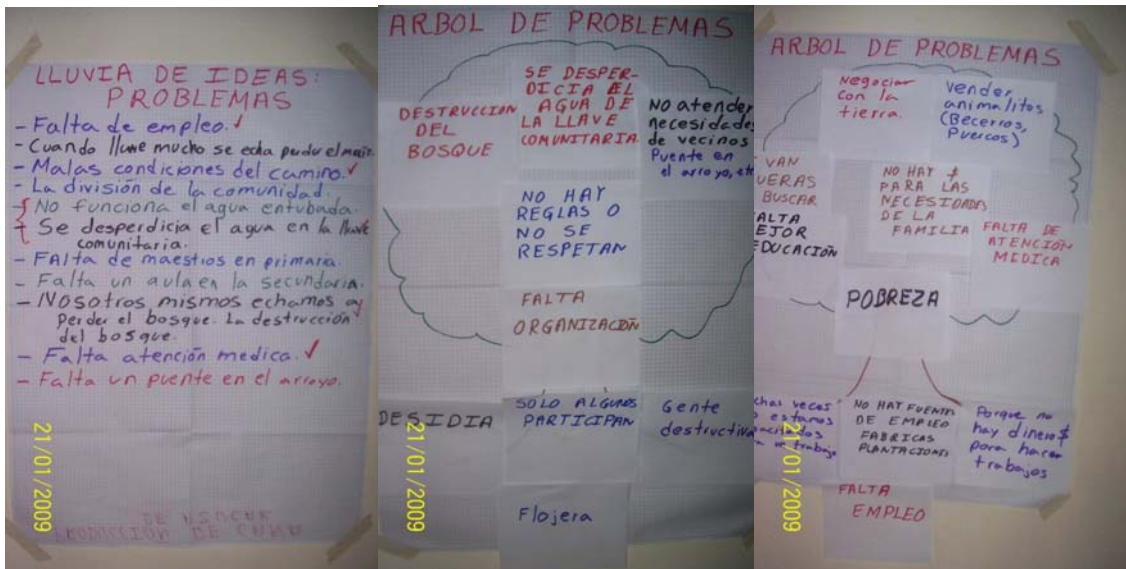 LLUVIA DE IDEAS:
PROBLEMAS
- Falta de empleo. ✓
- Cuando llueve mucho se echa perder el maíz.
- Malas condiciones del camino. ✓
- La división de la comunidad.
- No funciona el agua entubada.
- Se desperdicia el agua en la llave
comunitaria.
- FAlta de maestros en primaria.
- Falta un aula en la secundaria.
- Nosotros mismos echamos a
perder el bosque. La destrucción
del bosque.
- Falta atención medica. ✓
- Falta un puente en el arroyo.
21/01/2009
ARBOL DE PROBLEMAS
DESTRUCCION
DEL
BOSQUE
SE DESPER-
DICIA EL
AGUA DE
LA LLAVE
COMUNITARIA.
NO atender
necesidades
de vecinos
Puente en
el arroyo, etc
NO HAY
REGLAS O
NO SE
RESPETAN
FALTA
ORGANIZACIÓN
DESIDIA
SOLO ALGUNOS
PARTICIPAN
Gente
destructiva
Flojera
21/01/2009
ARBOL DE PROBLEMAS
Negociar
con la
tierra.
Vender
animalitos
(Becerros,
Puercos)
VAN
UERAS
BUSCAR
NO HAY $
PARA LAS
NECESIDADES
DE LA
FAMILIA
ALTA
EJOR
EDUCACIÓN
FALTA DE
ATENCIÓN
MEDICA
POBREZA
chas veces
estamos
pacitados
trabajo
NO HAY FUENTES
DE EMPLEO
FABRICAS
PLANTACIONES
Porque no
hay dinero $
para hacer
trabajos
FALTA
EMPLEO
21/01/2009